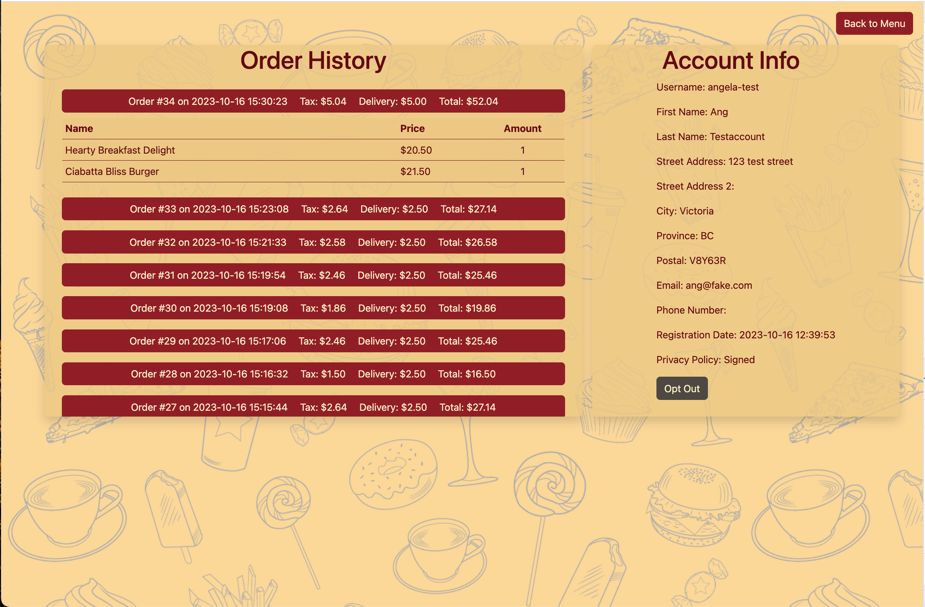 Back to Menu
Order History
Order #34 on 2023-10-16 15:30:23 Tax: $5.04 Delivery: $5.00 Total: $52.04
Name Price Amount
Hearty Breakfast Delight $20.50 1
Ciabatta Bliss Burger $21.50 1
Order #33 on 2023-10-16 15:23:08 Tax: $2.64 Delivery: $2.50 Total: $27.14
Order #32 on 2023-10-16 15:21:33 Tax: $2.58 Delivery: $2.50 Total: $26.58
Order #31 on 2023-10-16 15:19:54 Tax: $2.46 Delivery: $2.50 Total: $25.46
Order #30 on 2023-10-16 15:19:08 Tax: $1.86 Delivery: $2.50 Total: $19.86
Order #29 on 2023-10-16 15:17:06 Tax: $2.46 Delivery: $2.50 Total: $25.46
Order #28 on 2023-10-16 15:16:32 Tax: $1.50 Delivery: $2.50 Total: $16.50
Order #27 on 2023-10-16 15:15:44 Tax: $2.64 Delivery: $2.50 Total: $27.14
Account Info
Username: angela-test
First Name: Ang
Last Name: Testaccount
Street Address: 123 test street
Street Address 2:
City: Victoria
Province: BC
Postal: V8Y63R
Email: ang@fake.com
Phone Number:
Registration Date: 2023-10-16 12:39:53
Privacy Policy: Signed
Opt Out